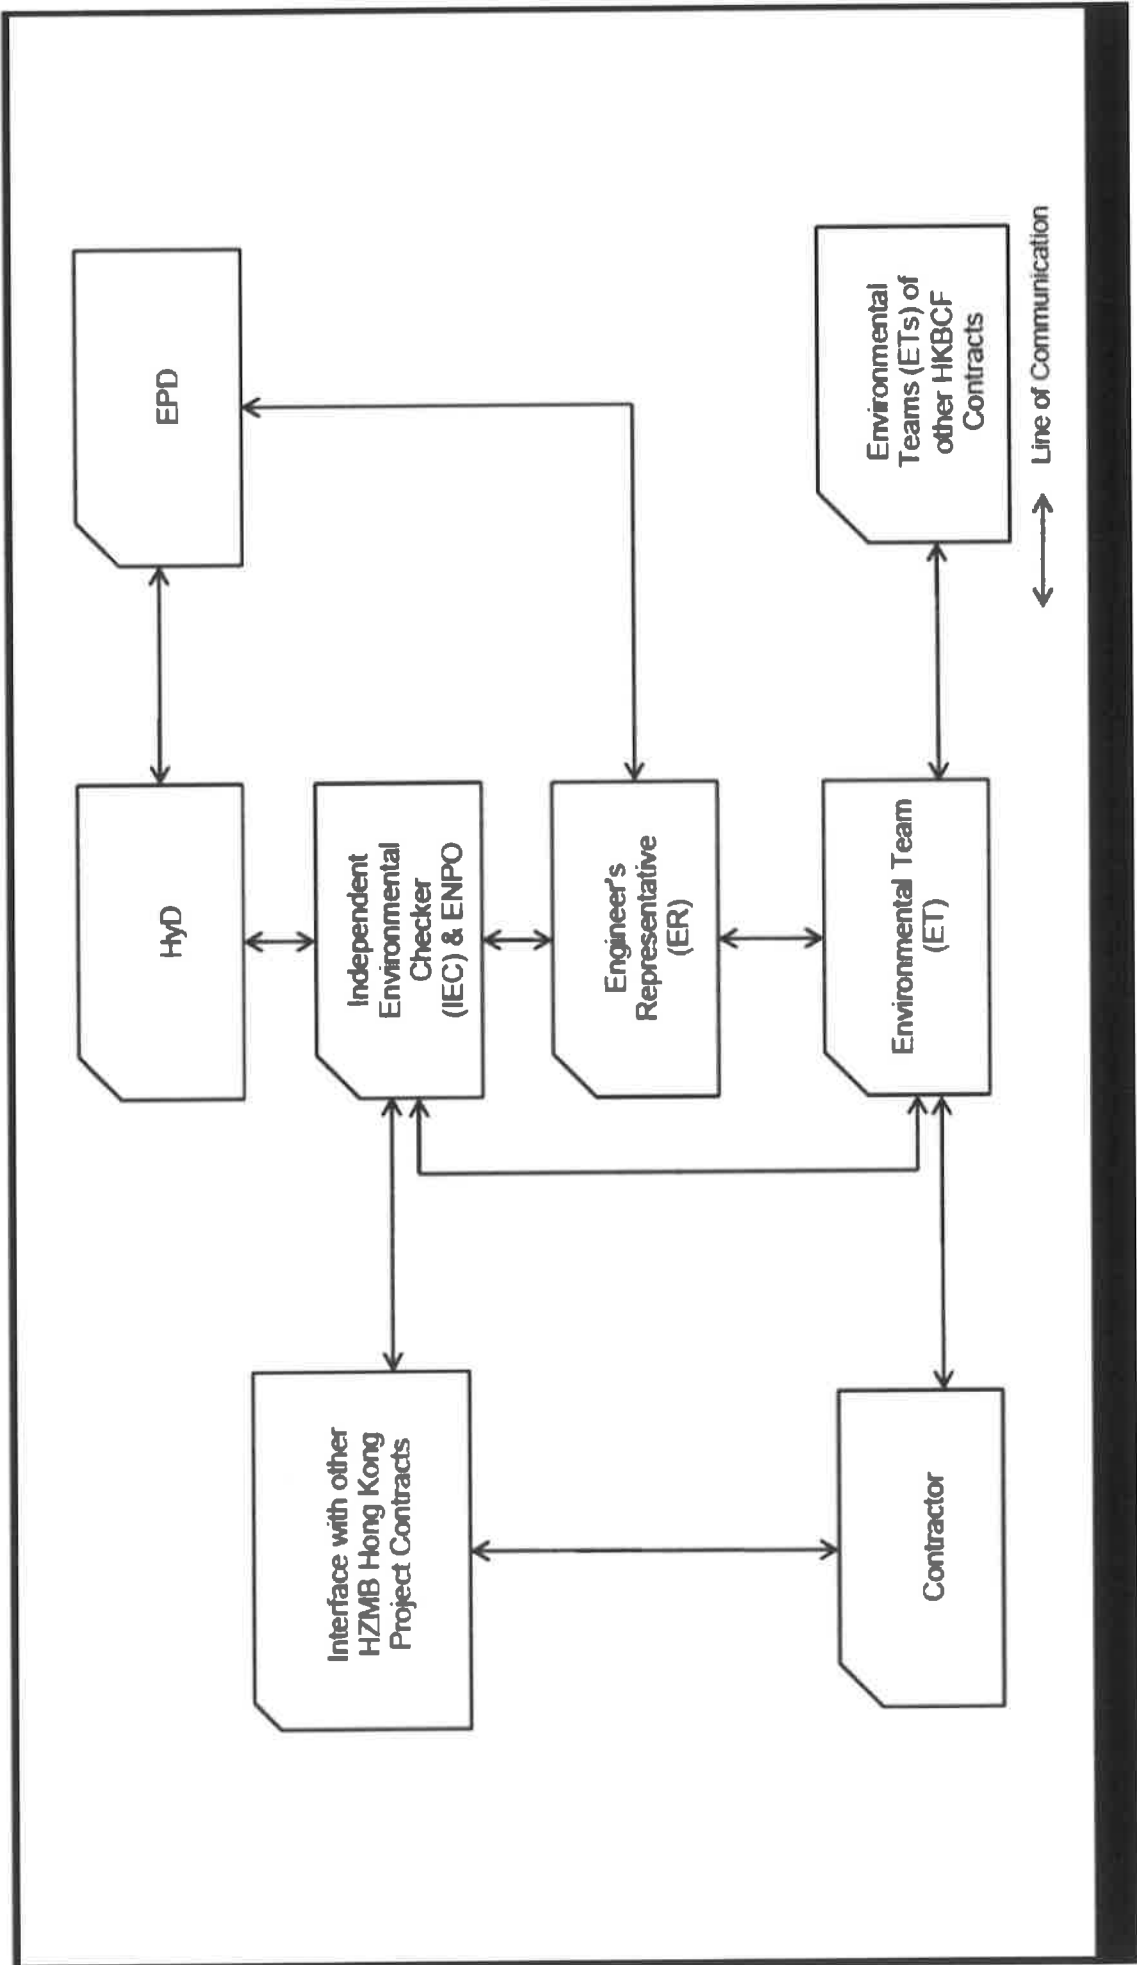 HyD
EPD
Interface with other
HZMB Hong Kong
Project Contracts
Independent
Environmental
Checker
(IEC) & ENPO
Engineer's
Representative
(ER)
Contractor
Environmental Team
(ET)
Environmental
Teams (ETs) of
other HKBCF
Contracts
Line of Communication